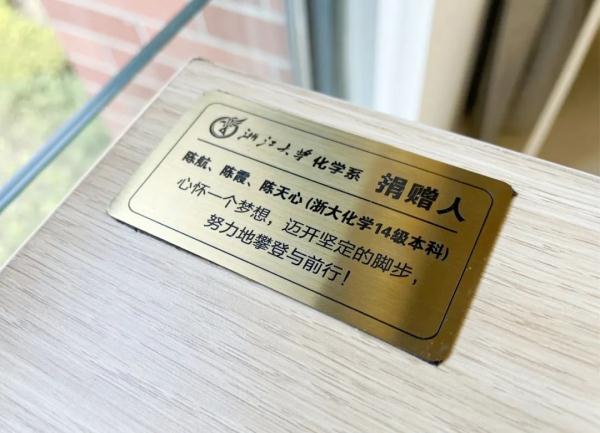 浙江大学 化学系 捐赠人
陈航、陈霞、陈天心(浙大化学14级本科)
心怀一个梦想，迈开坚定的脚步，
努力地攀登与前行！